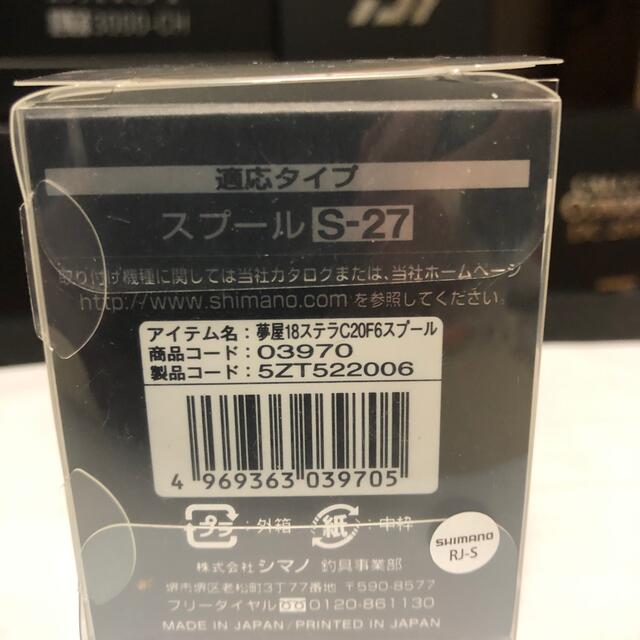 3000-CH
適応タイプ
スプール S-27
取り付け機種に関しては当社カタログまたは、当社ホームページ
http://www.shimano.com を参照してください。
アイテム名：夢屋18ステラC20F6スプール
商品コード：03970
製品コード：5ZT522006
4 969363 039705
プラ：外箱 紙：中枠
SHIMANO
RJ-S
株式会社シマノ 釣具事業部
堺市堺区老松町3丁77番地 〒590-8577
フリーダイヤル 0120-861130
MADE IN JAPAN/PRINTED IN JAPAN